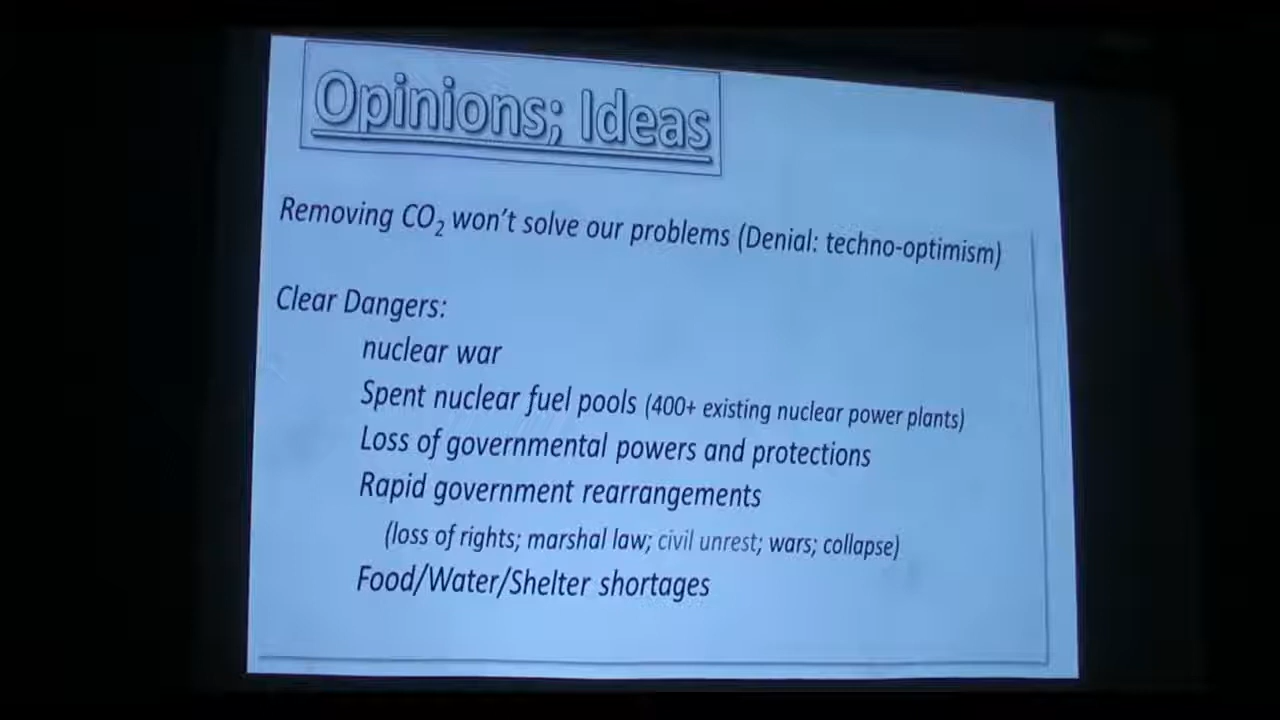 Opinions; Ideas
Removing CO₂ won't solve our problems (Denial: techno-optimism)
Clear Dangers:
nuclear war
Spent nuclear fuel pools (400+ existing nuclear power plants)
Loss of governmental powers and protections
Rapid government rearrangements
(loss of rights; marshal law; civil unrest; wars; collapse)
Food/Water/Shelter shortages